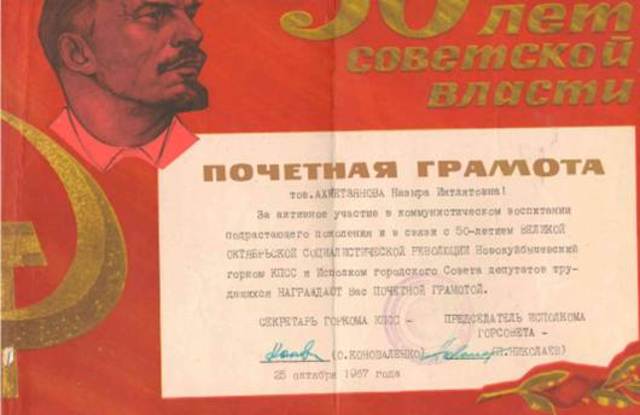 50 лет
советской
власти
ПОЧЕТНАЯ ГРАМОТА
тов.АХМЕТЗЯНОВА Назира Интлятовна!
За активное участие в коммунистическом воспитании
подрастающего поколения и в связи с 50-летием ВЕЛИКОЙ
ОКТЯБРЬСКОЙ СОЦИАЛИСТИЧЕСКОЙ РЕВОЛЮЦИИ Новокуйбышевский
горком КПСС и Исполком городского Совета депутатов тру-
дящихся НАГРАЖДАЕТ Вас ПОЧЕТНОЙ ГРАМОТОЙ.
СЕКРЕТАРЬ ГОРКОМА КПСС - ПРЕДСЕДАТЕЛЬ ИСПОЛКОМА
ГОРСОВЕТА -
(О.КОНОВАЛЕНКО) НИКОЛАЕВ)
25 октября 1967 года